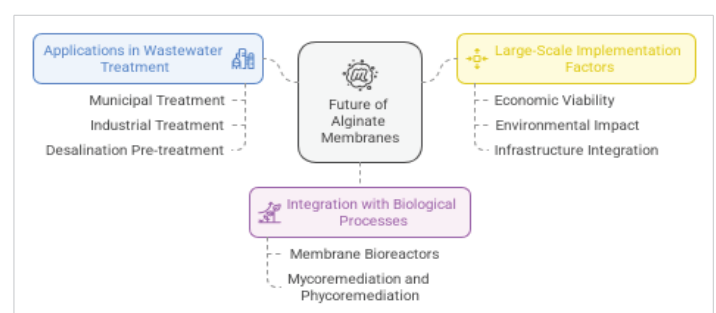 Applications in Wastewater
Treatment
Municipal Treatment
Industrial Treatment
Desalination Pre-treatment
Future of
Alginate
Membranes
Large-Scale Implementation
Factors
Economic Viability
Environmental Impact
Infrastructure Integration
Integration with Biological
Processes
Membrane Bioreactors
Mycoremediation and
Phycoremediation